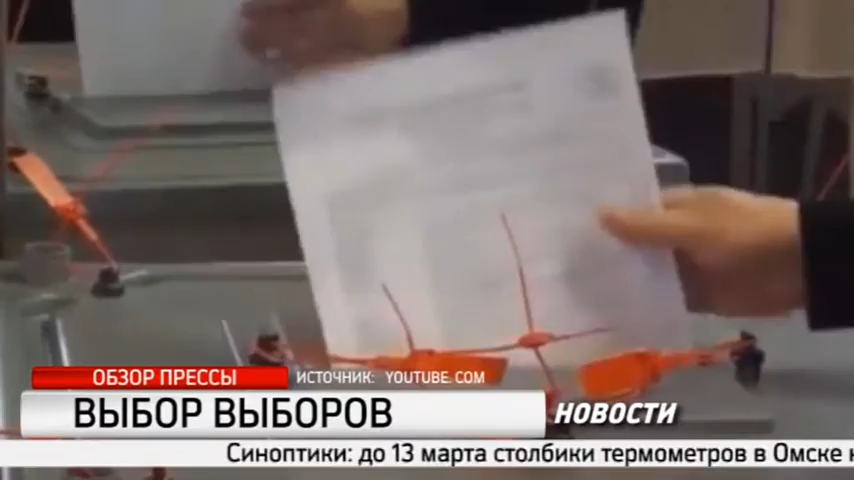 ОБЗОР ПРЕССЫ
ИСТОЧНИК: YOUTUBE.COM
ВЫБОР ВЫБОРОВ
НОВОСТИ
Синоптики: до 13 марта столбики термометров в Омске